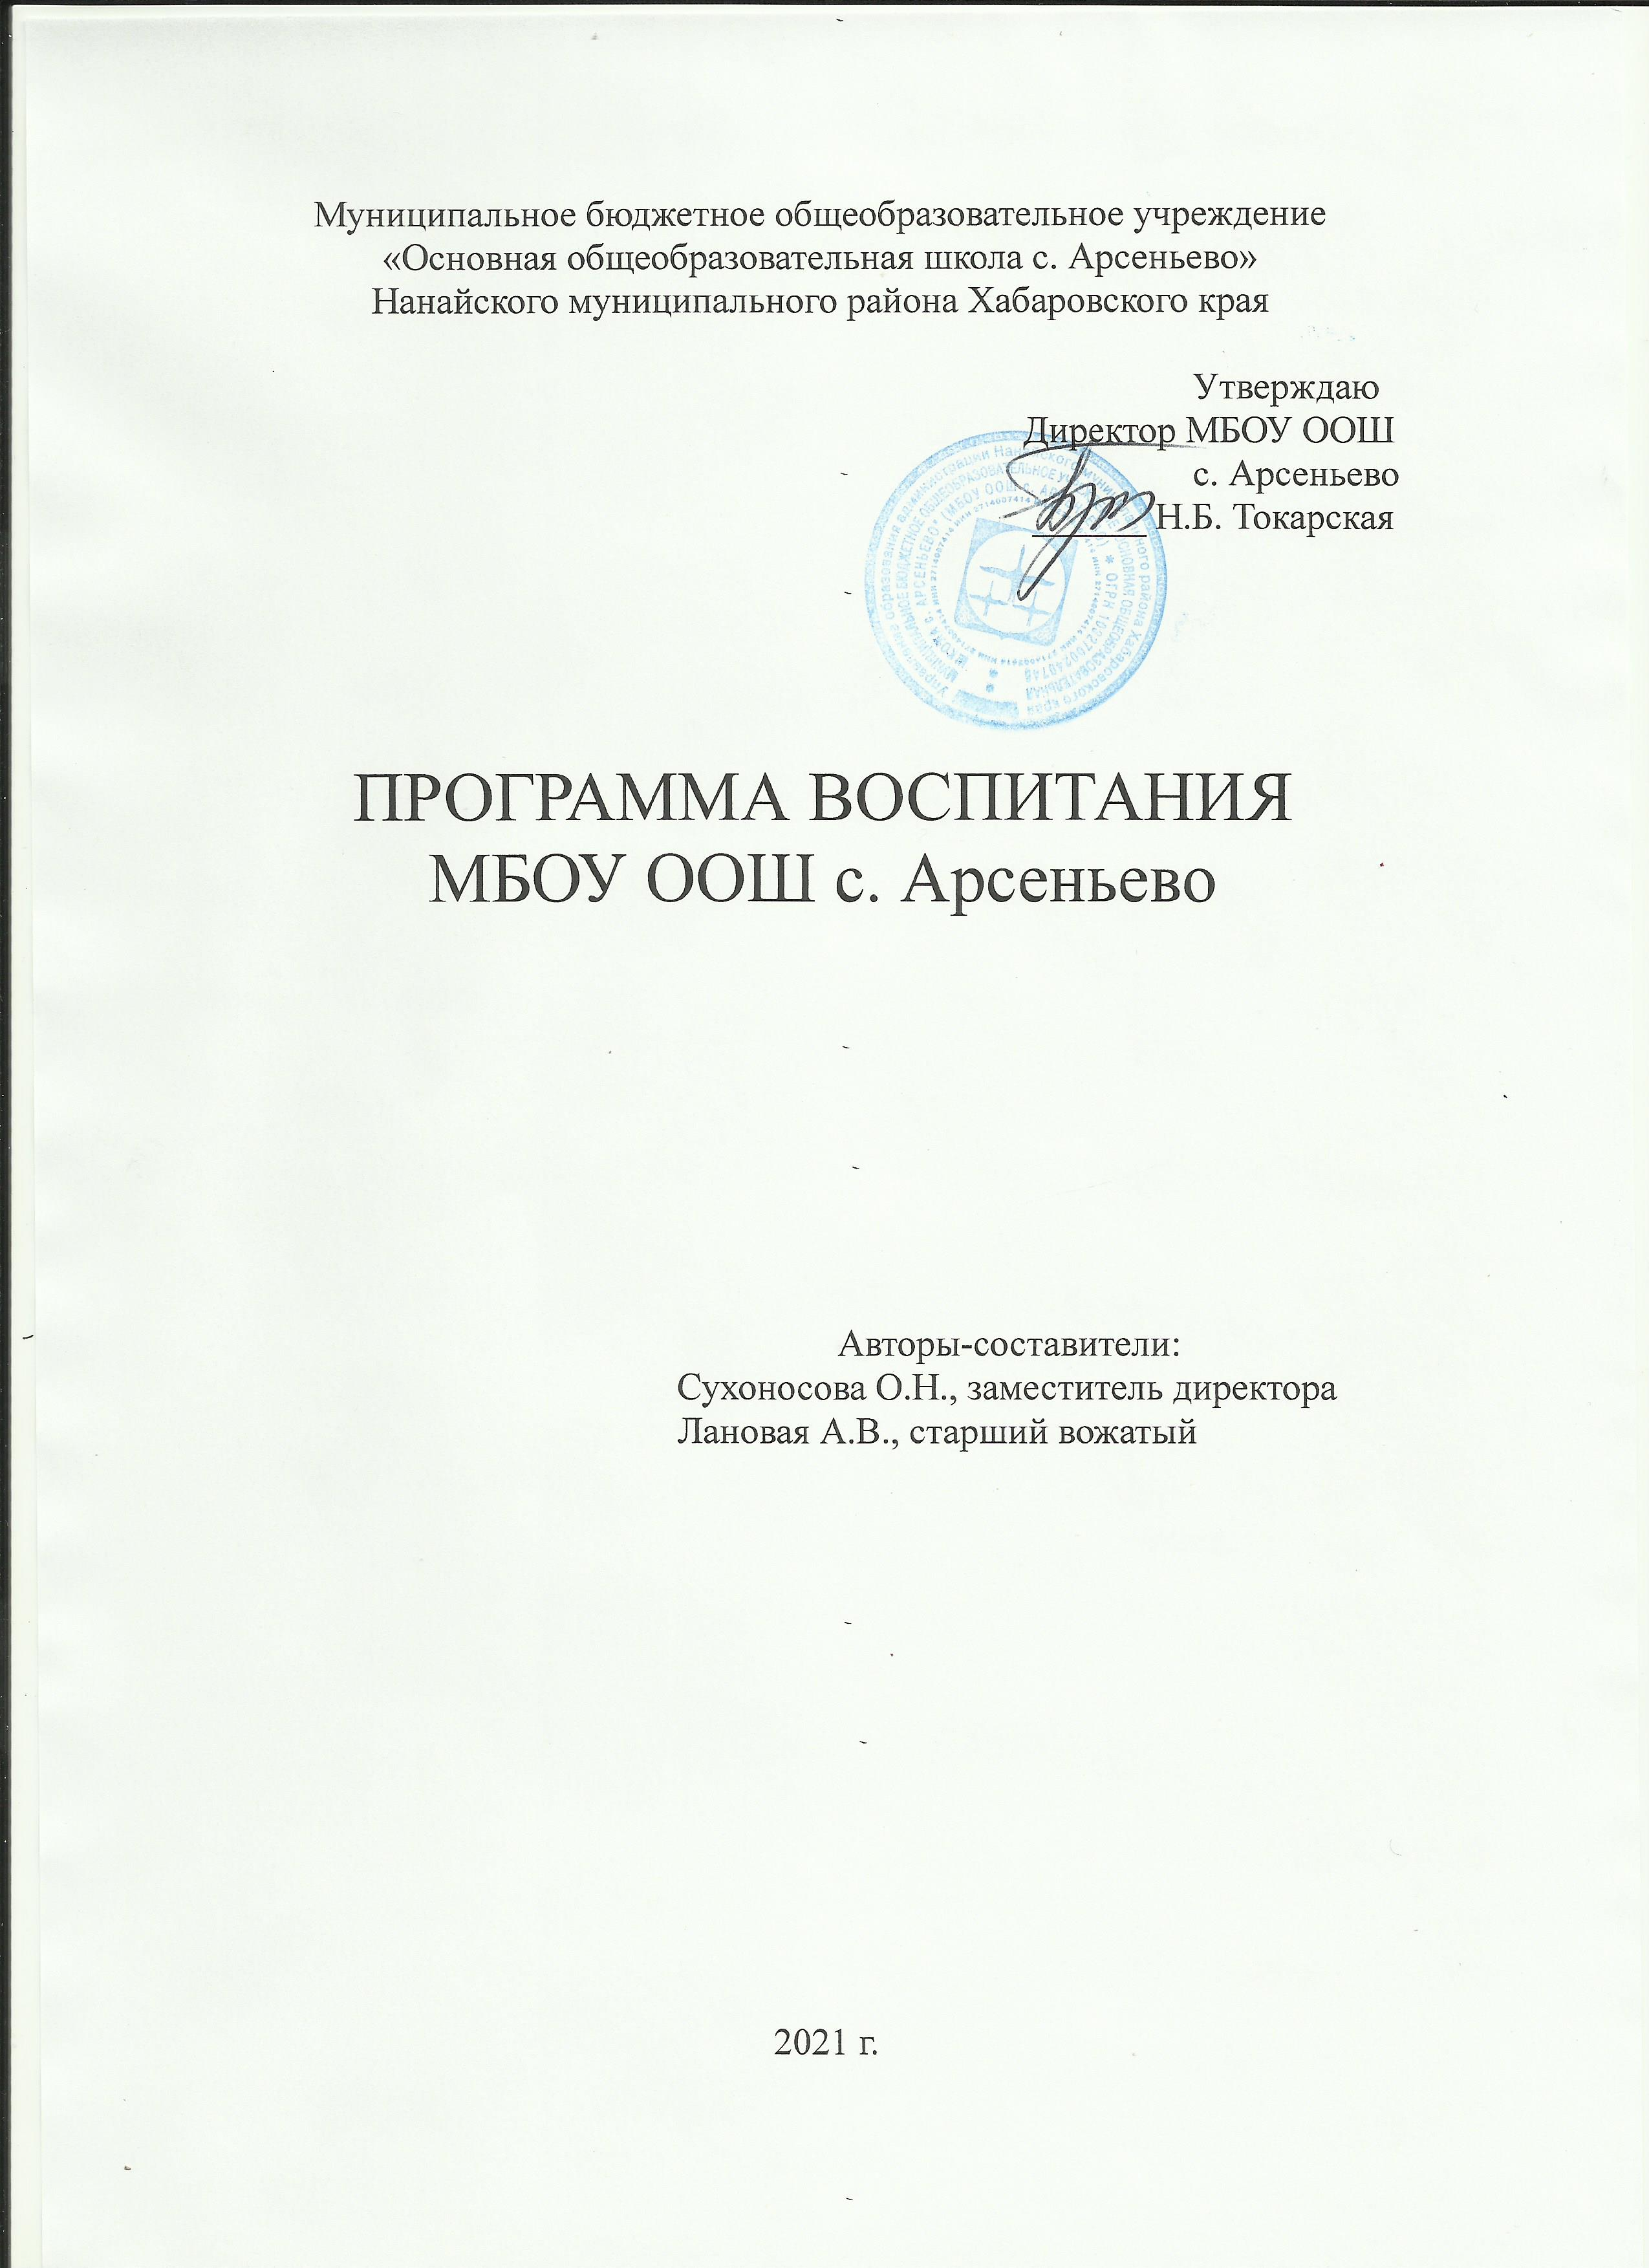 Муниципальное бюджетное общеобразовательное учреждение
«Основная общеобразовательная школа с. Арсеньево»
Нанайского муниципального района Хабаровского края
Утверждаю
Директор МБОУ ООШ
с. Арсеньево
Н.Б. Токарская
ПРОГРАММА ВОСПИТАНИЯ
МБОУ ООШ с. Арсеньево
Авторы-составители:
Сухоносова О.Н., заместитель директора
Лановая А.В., старший вожатый
2021 г.